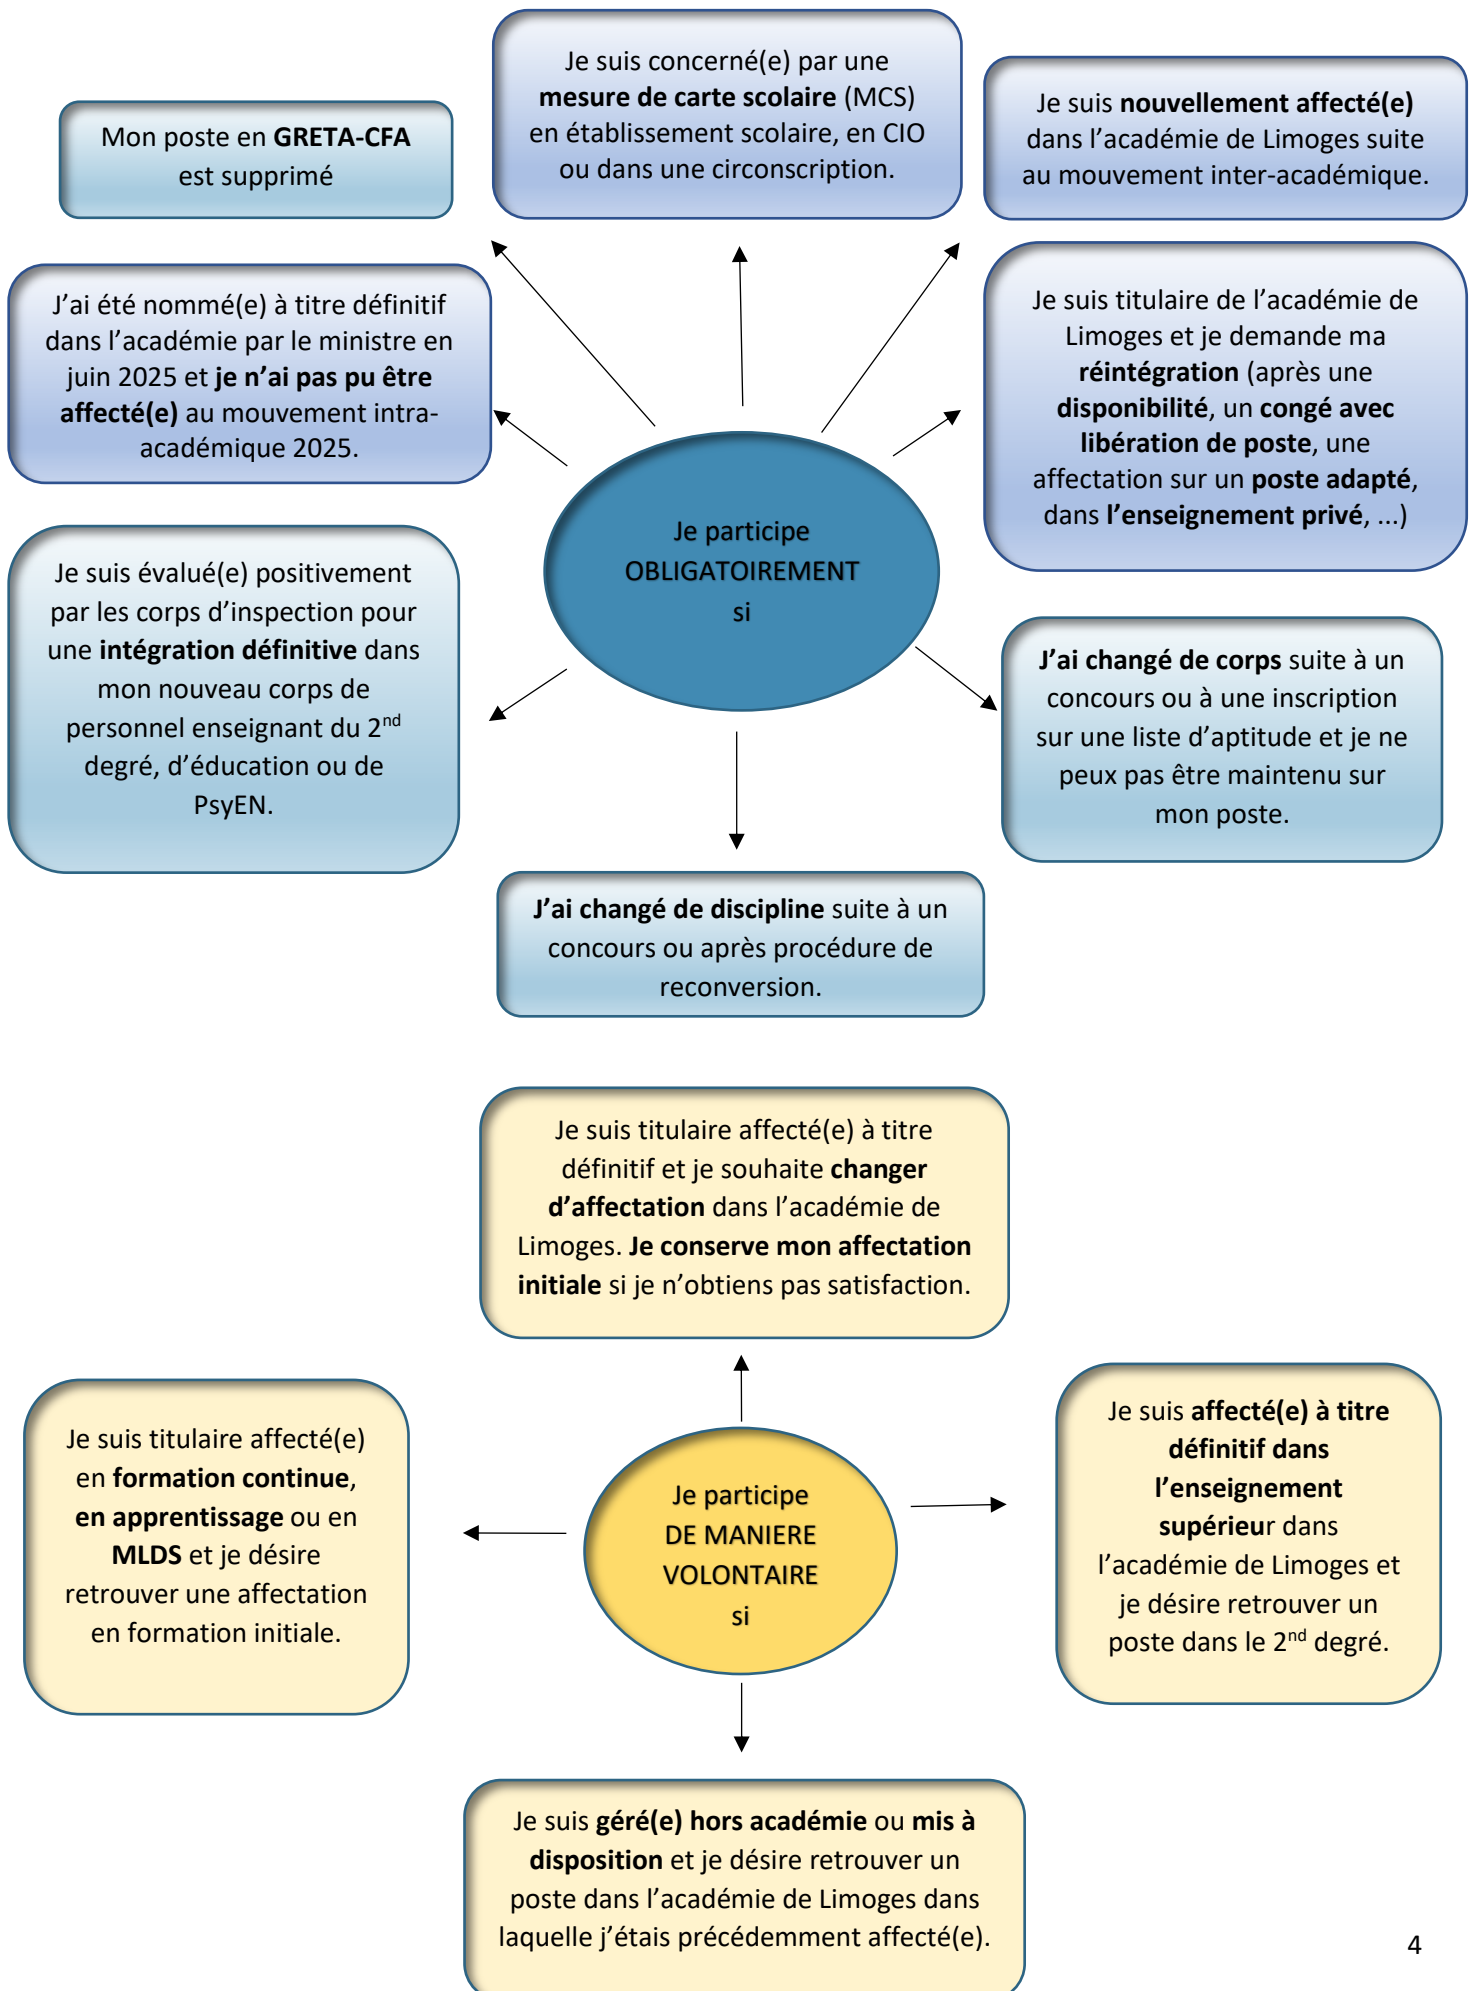 Mon poste en GRETA-CFA
est supprimé
Je suis concerné(e) par une
mesure de carte scolaire (MCS)
en établissement scolaire, en CIO
ou dans une circonscription.
Je suis nouvellement affecté(e)
dans l’académie de Limoges suite
au mouvement inter-académique.
J’ai été nommé(e) à titre définitif
dans l’académie par le ministre en
juin 2025 et je n’ai pas pu être
affecté(e) au mouvement intra-
académique 2025.
Je suis titulaire de l’académie de
Limoges et je demande ma
réintégration (après une
disponibilité, un congé avec
libération de poste, une
affectation sur un poste adapté,
dans l’enseignement privé, ...)
Je participe
OBLIGATOIREMENT
si
Je suis évalué(e) positivement
par les corps d’inspection pour
une intégration définitive dans
mon nouveau corps de
personnel enseignant du 2nd
degré, d’éducation ou de
PsyEN.
J’ai changé de corps suite à un
concours ou à une inscription
sur une liste d’aptitude et je ne
peux pas être maintenu sur
mon poste.
J’ai changé de discipline suite à un
concours ou après procédure de
reconversion.
Je suis titulaire affecté(e) à titre
définitif et je souhaite changer
d’affectation dans l’académie de
Limoges. Je conserve mon affectation
initiale si je n’obtiens pas satisfaction.
Je suis titulaire affecté(e)
en formation continue,
en apprentissage ou en
MLDS et je désire
retrouver une affectation
en formation initiale.
Je participe
DE MANIERE
VOLONTAIRE
si
Je suis affecté(e) à titre
définitif dans
l’enseignement
supérieur dans
l’académie de Limoges et
je désire retrouver un
poste dans le 2nd degré.
Je suis géré(e) hors académie ou mis à
disposition et je désire retrouver un
poste dans l’académie de Limoges dans
laquelle j’étais précédemment affecté(e).
4